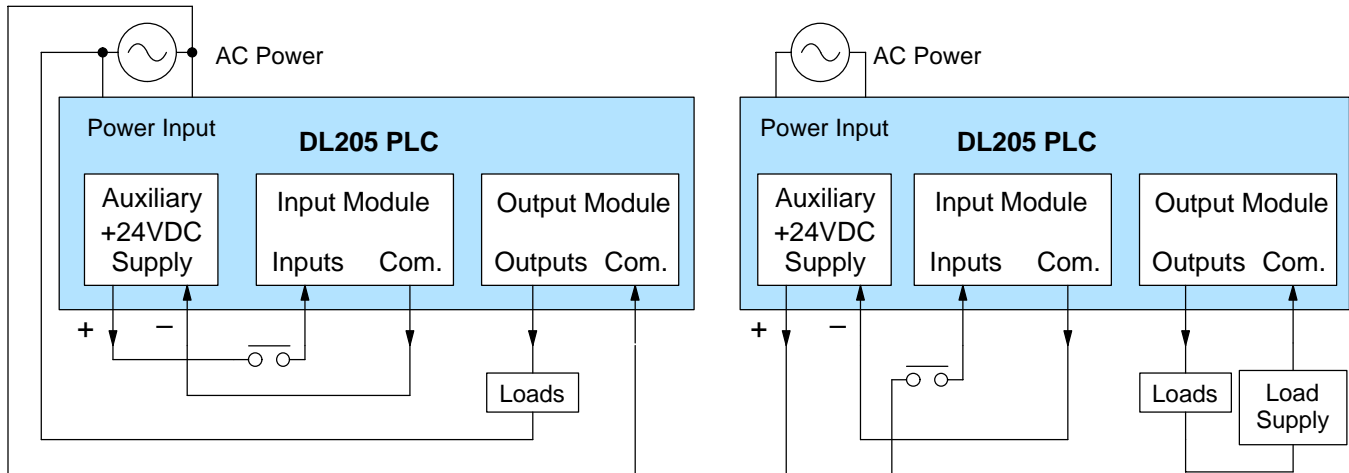 AC Power
Power Input
DL205 PLC
Auxiliary
+24VDC
Supply
Input Module
Inputs Com.
Output Module
Outputs Com.
+ –
Loads
AC Power
Power Input
DL205 PLC
Auxiliary
+24VDC
Supply
Input Module
Inputs Com.
Output Module
Outputs Com.
+ –
Loads
Load
Supply